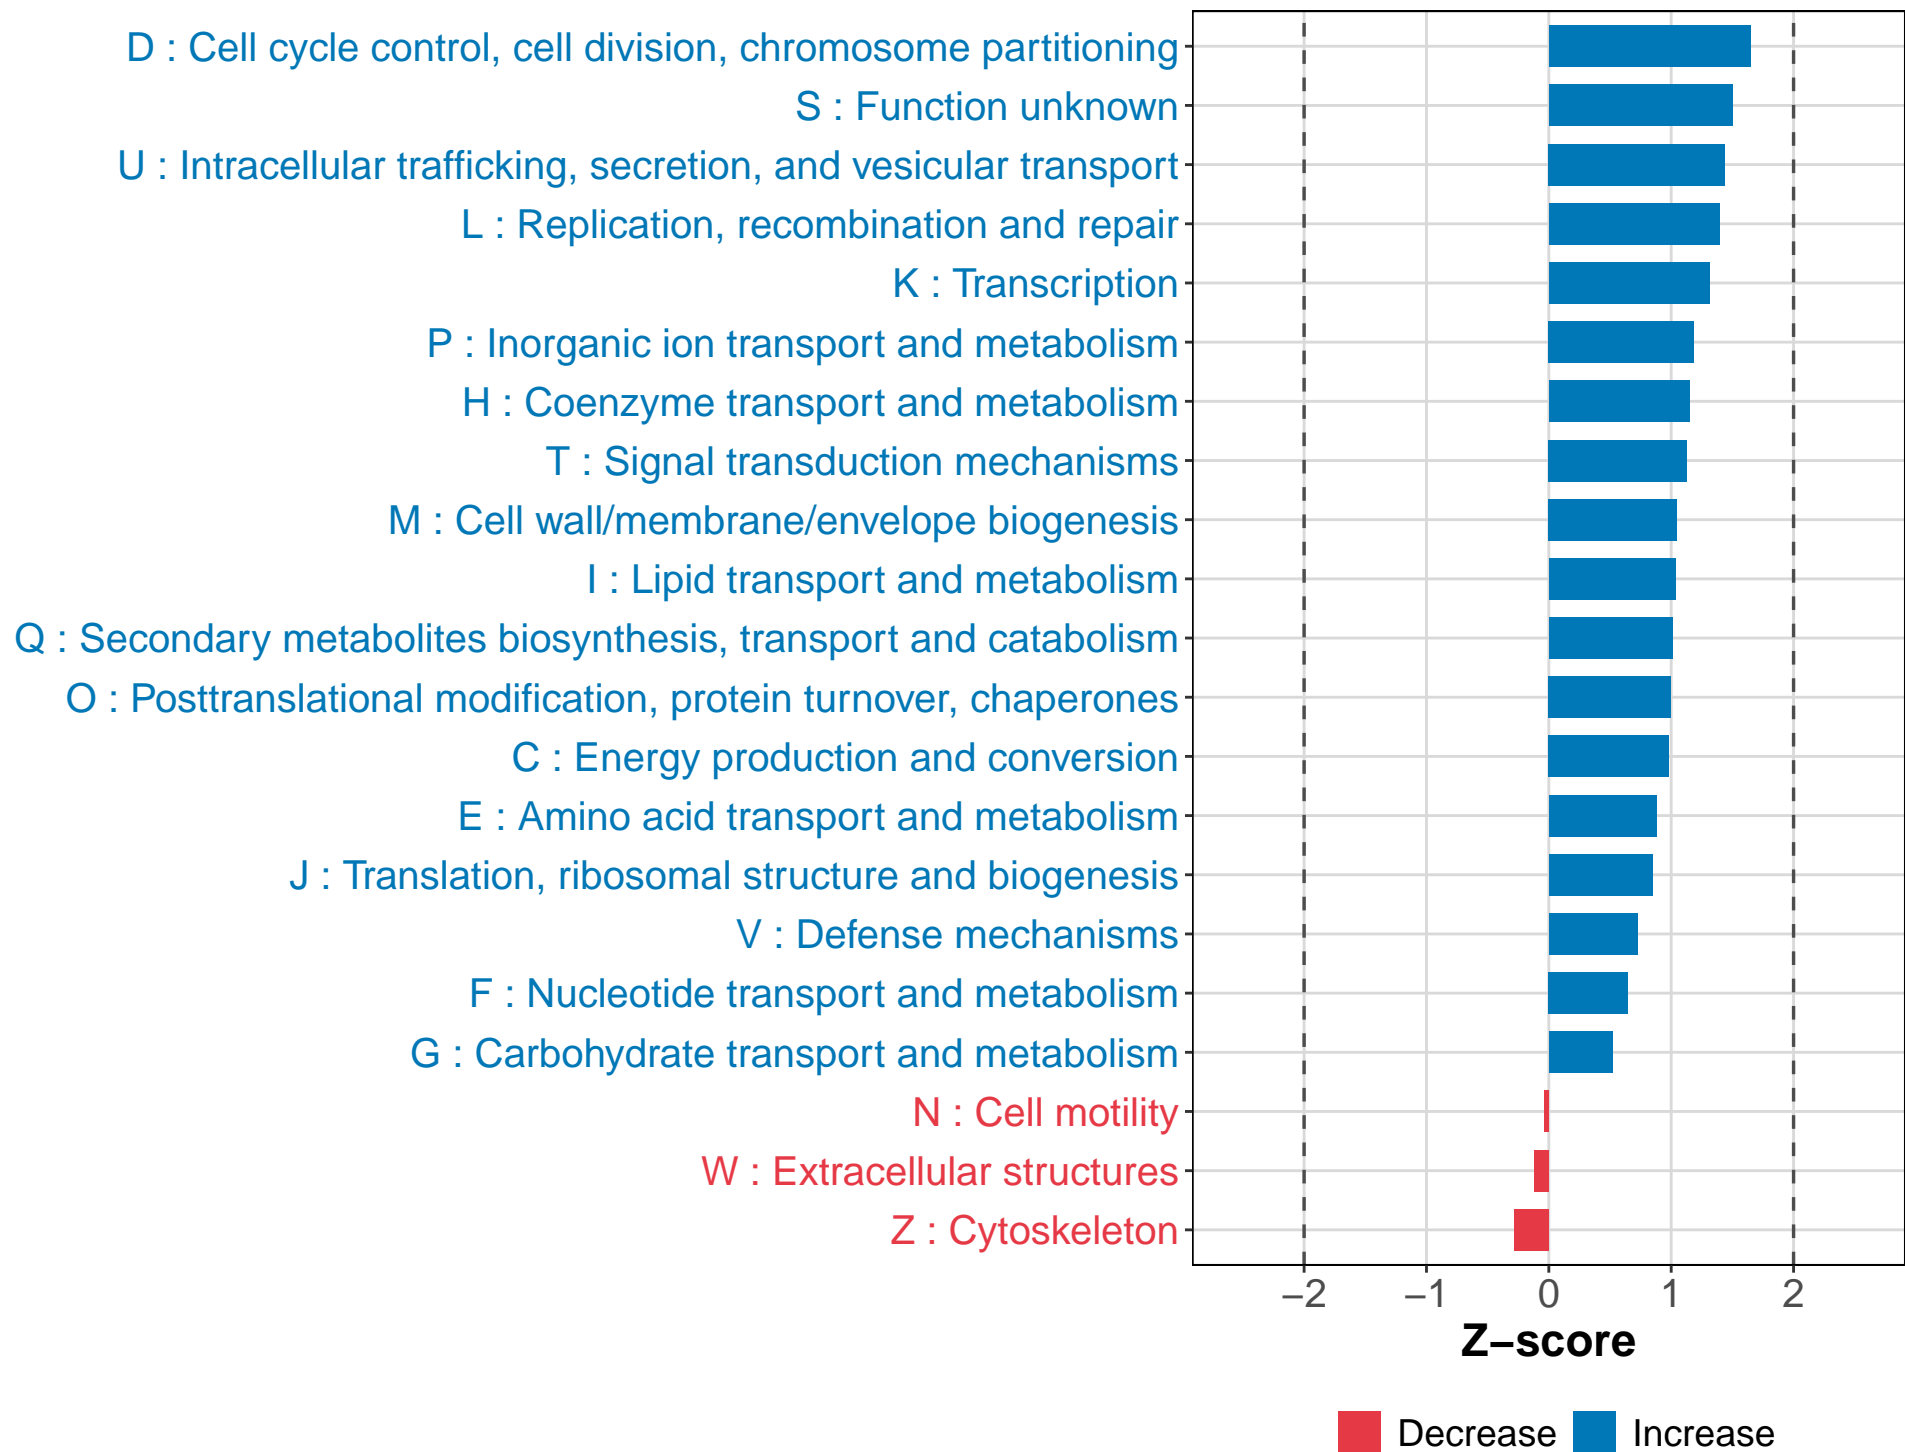 D : Cell cycle control, cell division, chromosome partitioning
S : Function unknown
U : Intracellular trafficking, secretion, and vesicular transport
L : Replication, recombination and repair
K : Transcription
P : Inorganic ion transport and metabolism
H : Coenzyme transport and metabolism
T : Signal transduction mechanisms
M : Cell wall/membrane/envelope biogenesis
I : Lipid transport and metabolism
Q : Secondary metabolites biosynthesis, transport and catabolism
O : Posttranslational modification, protein turnover, chaperones
C : Energy production and conversion
E : Amino acid transport and metabolism
J : Translation, ribosomal structure and biogenesis
V : Defense mechanisms
F : Nucleotide transport and metabolism
G : Carbohydrate transport and metabolism
N : Cell motility
W : Extracellular structures
Z : Cytoskeleton
−2 −1 0 1 2
Z−score
Decrease Increase